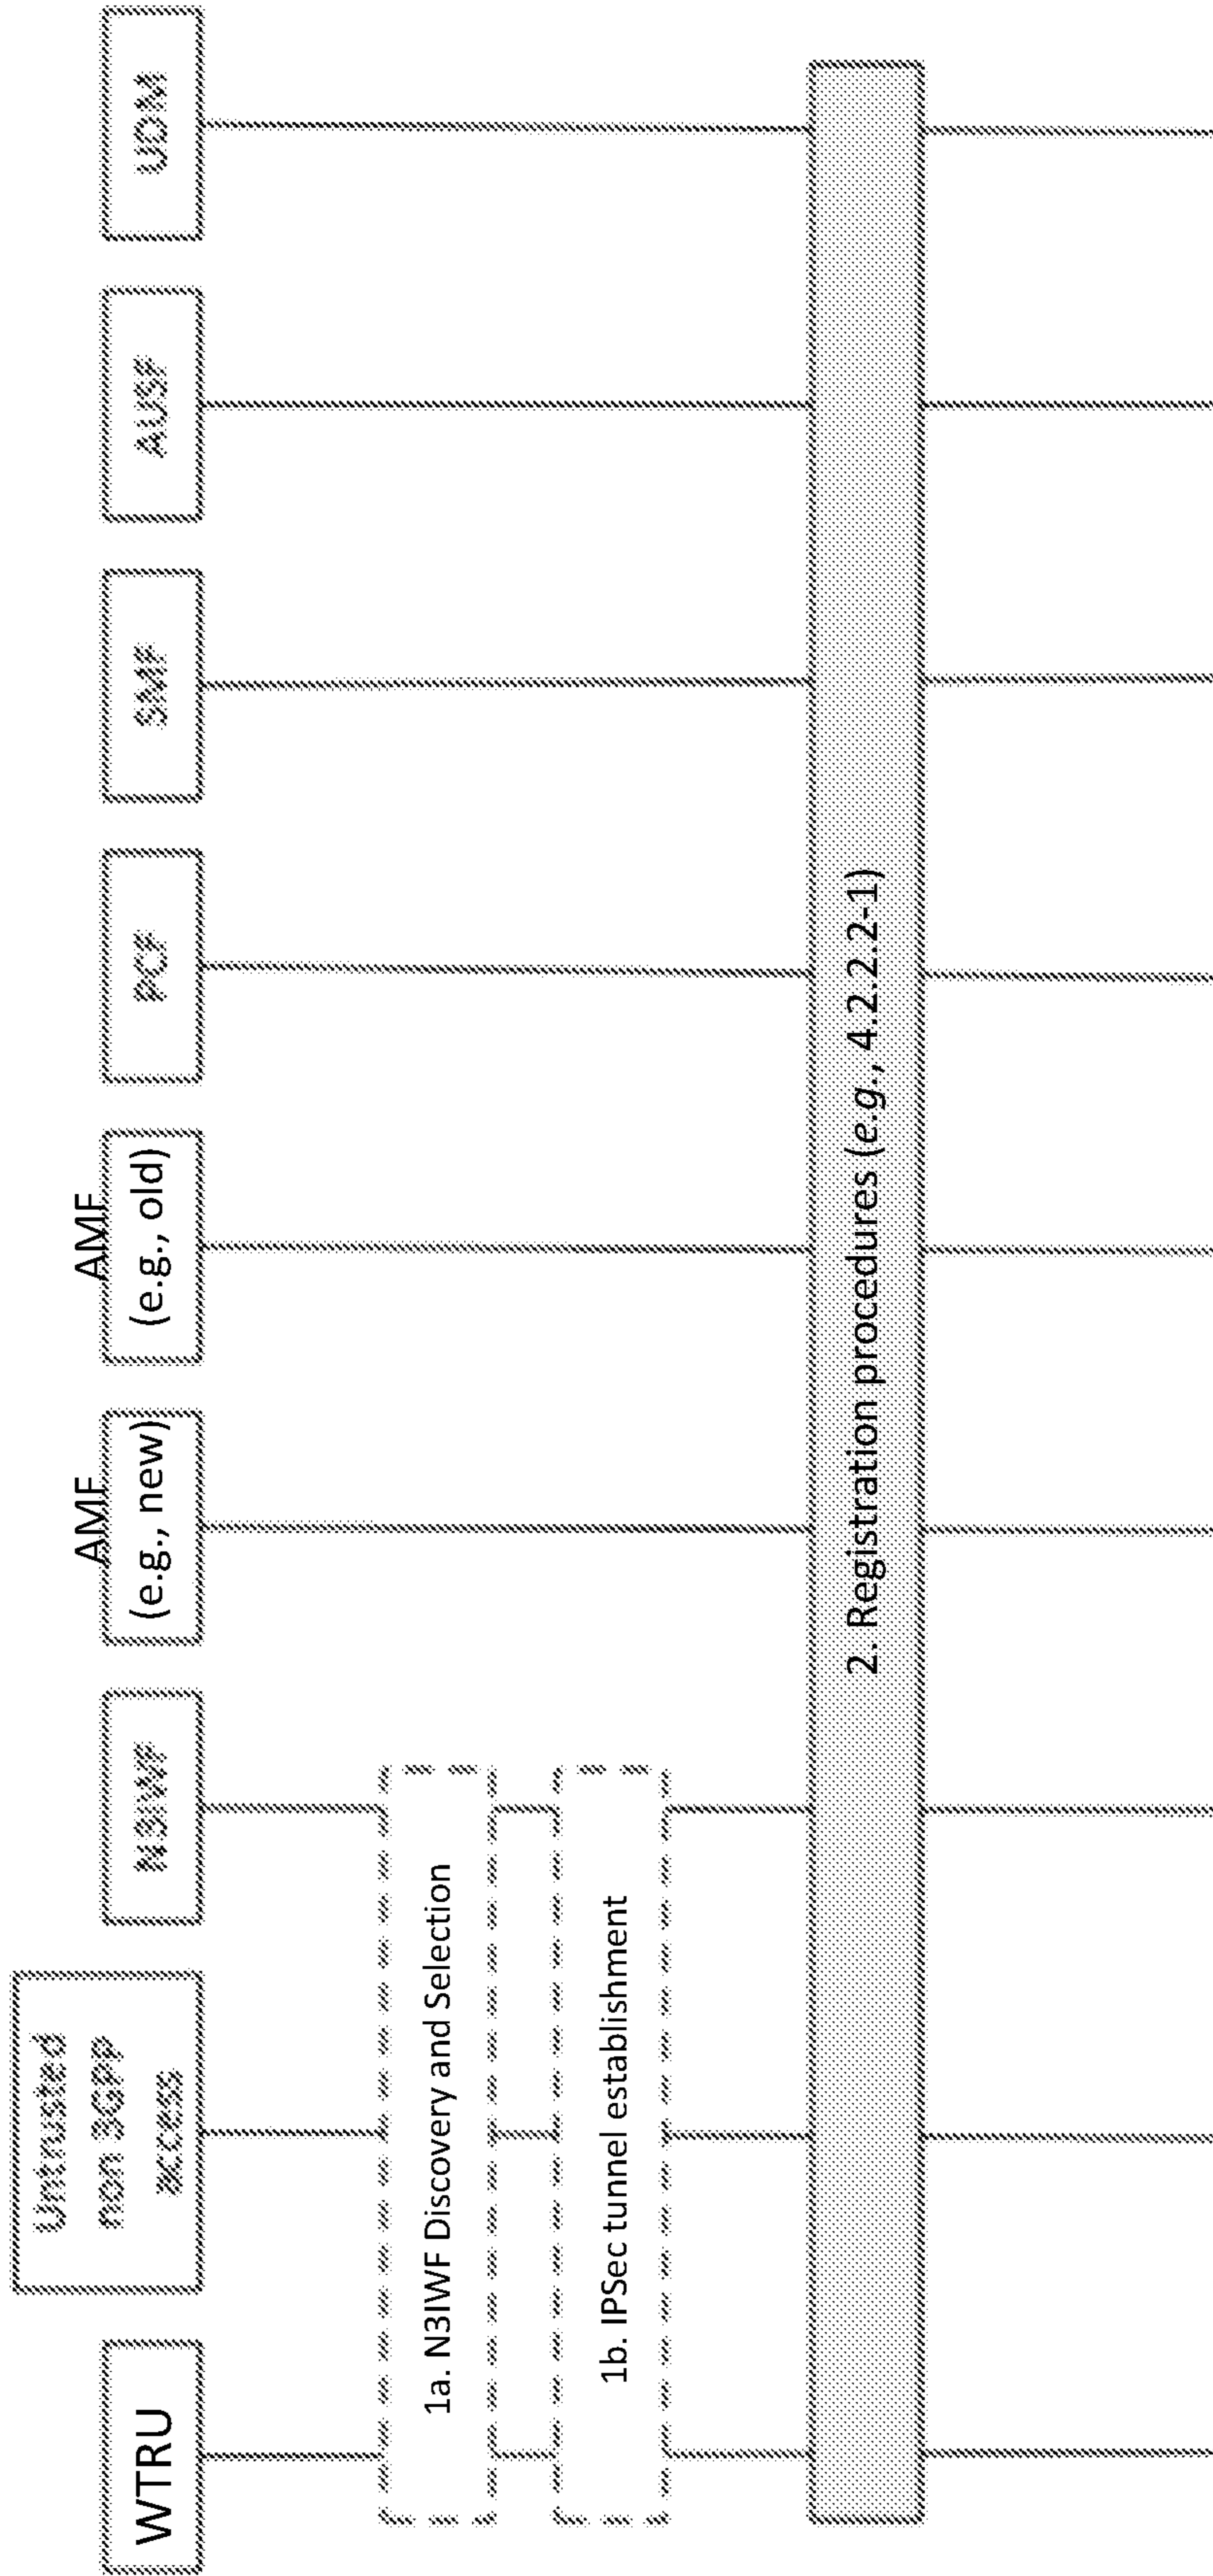 WTRU
Untrusted
non 3GPP
access
N3IWF
AMF
(e.g., new)
AMF
(e.g., old)
PCF
SMF
AUSF
UDM
1a. N3IWF Discovery and Selection
1b. IPSec tunnel establishment
2. Registration procedures (e.g., 4.2.2.2-1)